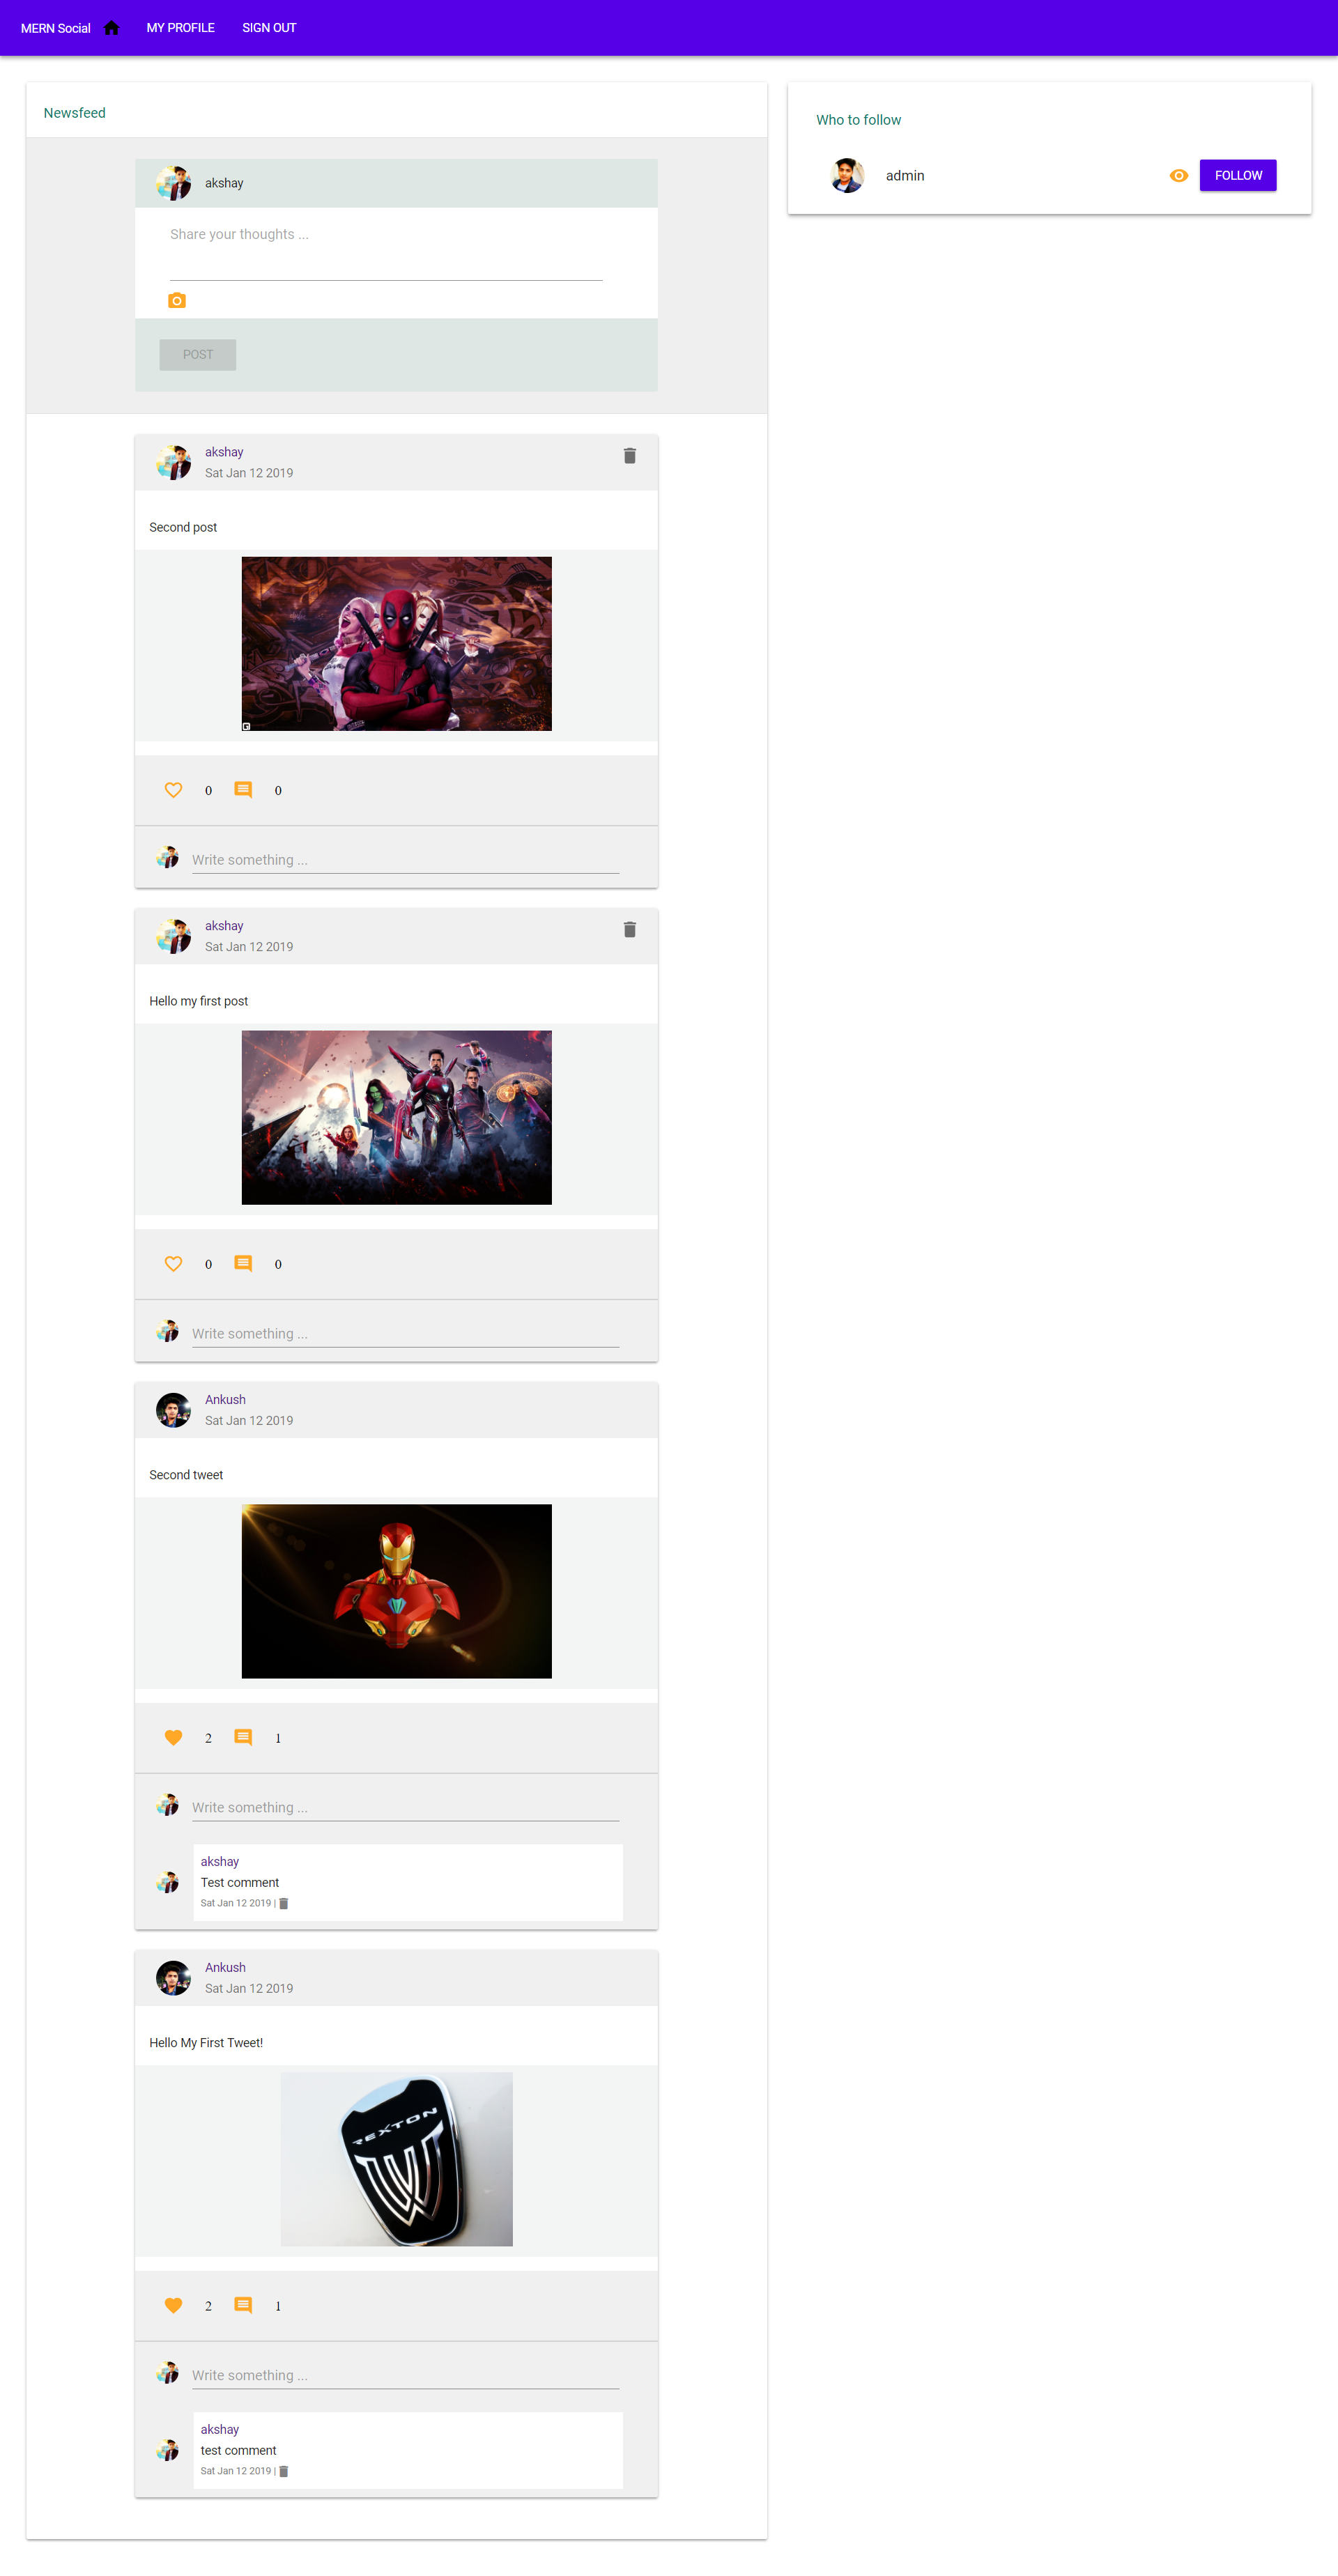 MERN Social
MY PROFILE
SIGN OUT
Newsfeed
akshay
Share your thoughts ...
POST
akshay
Sat Jan 12 2019
Second post
0
0
Write something ...
akshay
Sat Jan 12 2019
Hello my first post
0
0
Write something ...
Ankush
Sat Jan 12 2019
Second tweet
2
1
Write something ...
akshay
Test comment
Sat Jan 12 2019 |
Ankush
Sat Jan 12 2019
Hello My First Tweet!
REXTON
2
1
Write something ...
akshay
test comment
Sat Jan 12 2019 |
Who to follow
admin
FOLLOW